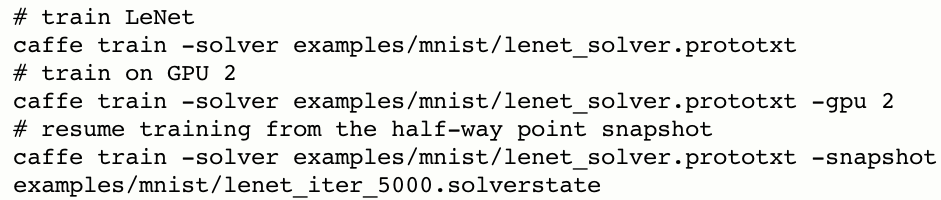 # train LeNet
caffe train -solver examples/mnist/lenet_solver.prototxt
# train on GPU 2
caffe train -solver examples/mnist/lenet_solver.prototxt -gpu 2
# resume training from the half-way point snapshot
caffe train -solver examples/mnist/lenet_solver.prototxt -snapshot
examples/mnist/lenet_iter_5000.solverstate